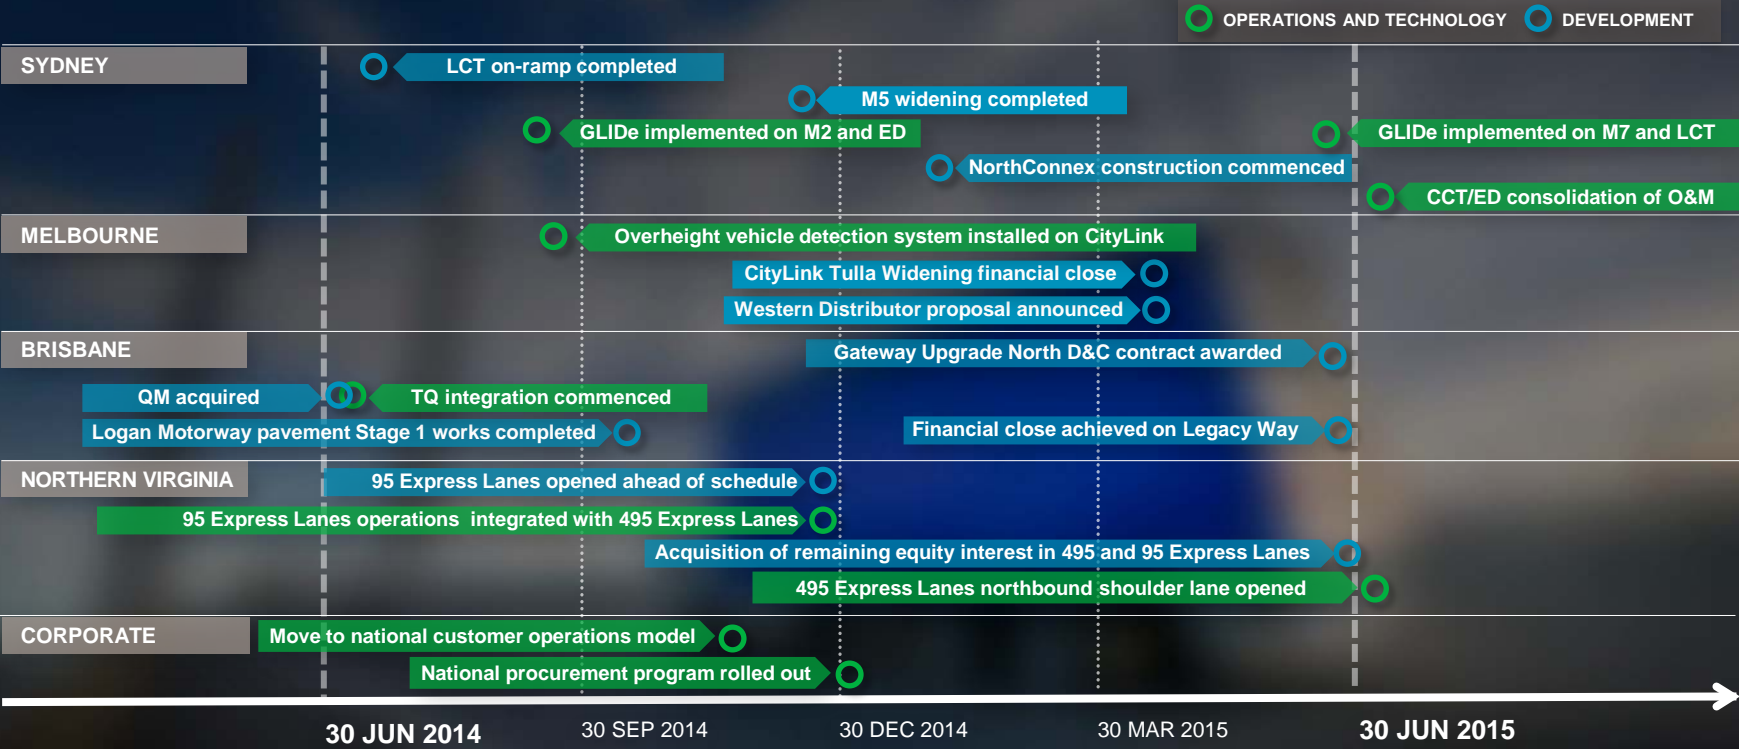 OPERATIONS AND TECHNOLOGY
DEVELOPMENT
SYDNEY
LCT on-ramp completed
M5 widening completed
GLIDe implemented on M2 and ED
GLIDe implemented on M7 and LCT
NorthConnex construction commenced
CCT/ED consolidation of O&M
MELBOURNE
Overheight vehicle detection system installed on CityLink
CityLink Tulla Widening financial close
Western Distributor proposal announced
BRISBANE
Gateway Upgrade North D&C contract awarded
QM acquired
TQ integration commenced
Logan Motorway pavement Stage 1 works completed
Financial close achieved on Legacy Way
NORTHERN VIRGINIA
95 Express Lanes opened ahead of schedule
95 Express Lanes operations integrated with 495 Express Lanes
Acquisition of remaining equity interest in 495 and 95 Express Lanes
495 Express Lanes northbound shoulder lane opened
CORPORATE
Move to national customer operations model
National procurement program rolled out
30 JUN 2014
30 SEP 2014
30 DEC 2014
30 MAR 2015
30 JUN 2015